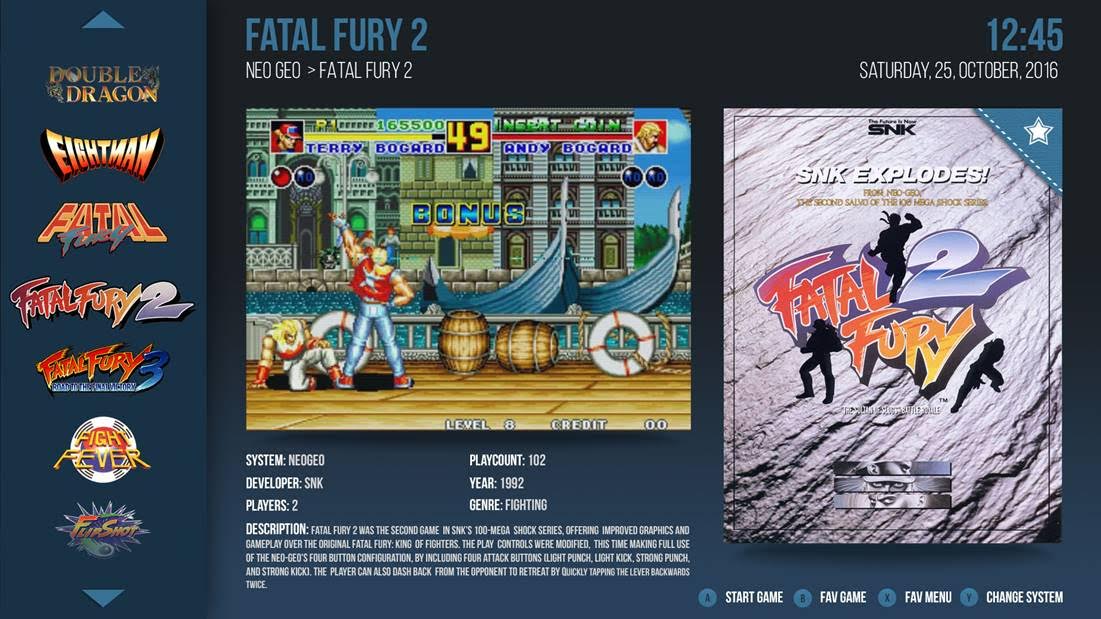 DOUBLE
DRAGON
EIGHTMAN
FATAL
Fury
FATAL FURY 2
FATAL FURY 3
ROAD TO THE FINAL VICTORY
FIGHT
FEVER
FLIPSHOT
FATAL FURY 2
NEO GEO > FATAL FURY 2
12:45
SATURDAY, 25, OCTOBER, 2016
P1 165500 49 INSERT COIN
TERRY BOGARD ANDY BOGARD
BONUS
LEVEL 8 CREDIT 00
The Future Is Now
SNK
SNK EXPLODES!
FROM NEO-GEO,
THE SECOND SALVO OF THE 100 MEGA SHOCK SERIES
FATAL 2
FURY
TM
SYSTEM: NEOGEO
PLAYCOUNT: 102
DEVELOPER: SNK
YEAR: 1992
PLAYERS: 2
GENRE: FIGHTING
DESCRIPTION: FATAL FURY 2 WAS THE SECOND GAME IN SNK'S 100-MEGA SHOCK SERIES, OFFERING IMPROVED GRAPHICS AND
GAMEPLAY OVER THE ORIGINAL FATAL FURY: KING OF FIGHTERS. THE PLAY CONTROLS WERE MODIFIED, THIS TIME MAKING FULL USE
OF THE NEO-GEO'S FOUR BUTTON CONFIGURATION, BY INCLUDING FOUR ATTACK BUTTONS (LIGHT PUNCH, LIGHT KICK, STRONG PUNCH,
AND STRONG KICK). THE PLAYER CAN ALSO DASH BACK FROM THE OPPONENT TO RETREAT BY QUICKLY TAPPING THE LEVER BACKWARDS
TWICE.
A START GAME B FAV GAME X FAV MENU Y CHANGE SYSTEM